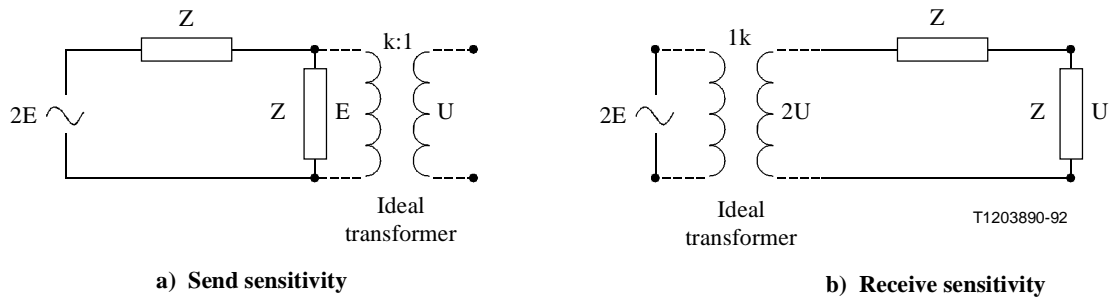 Z
k:1
2E
Z
E
U
Ideal
transformer
a) Send sensitivity
1k
Z
2E
2U
Z
U
Ideal
transformer
T1203890-92
b) Receive sensitivity